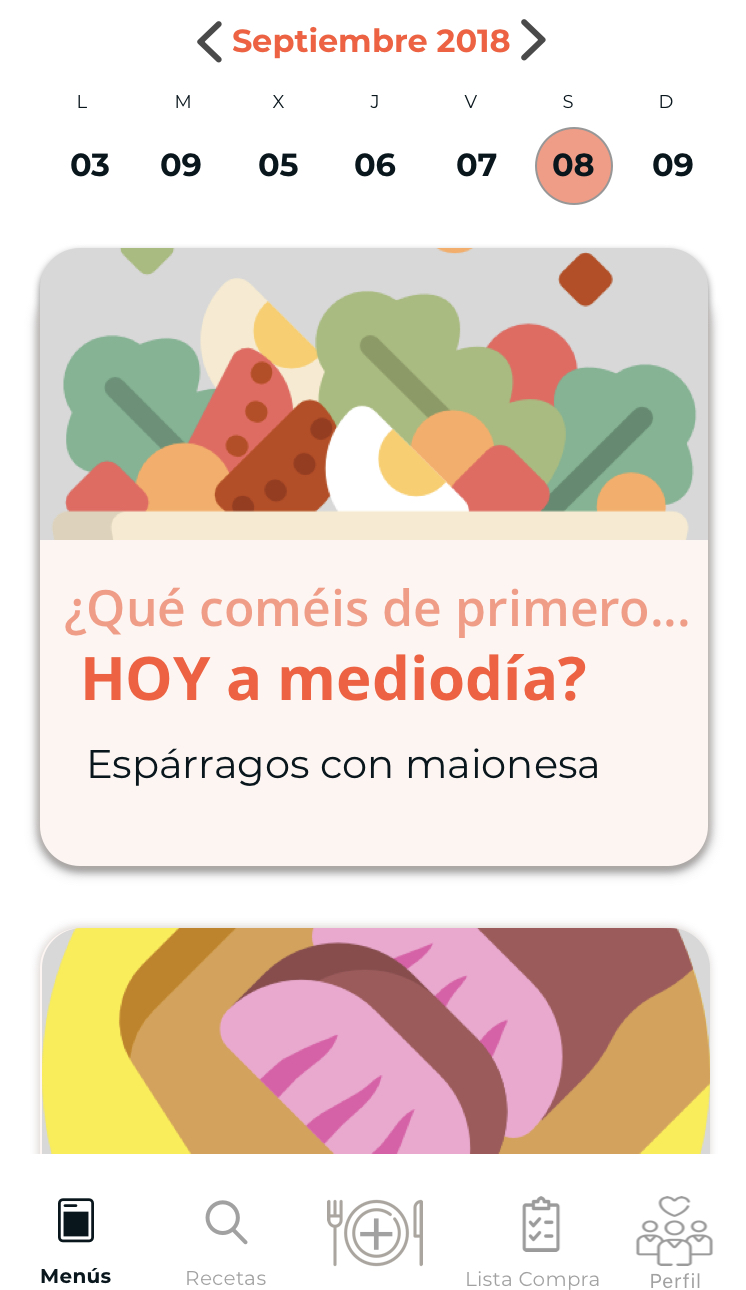 Septiembre 2018
L M X J V S D
03 09 05 06 07 08 09
¿Qué coméis de primero...
HOY a mediodía?
Espárragos con maionesa
Menús Recetas Lista Compra Perfil